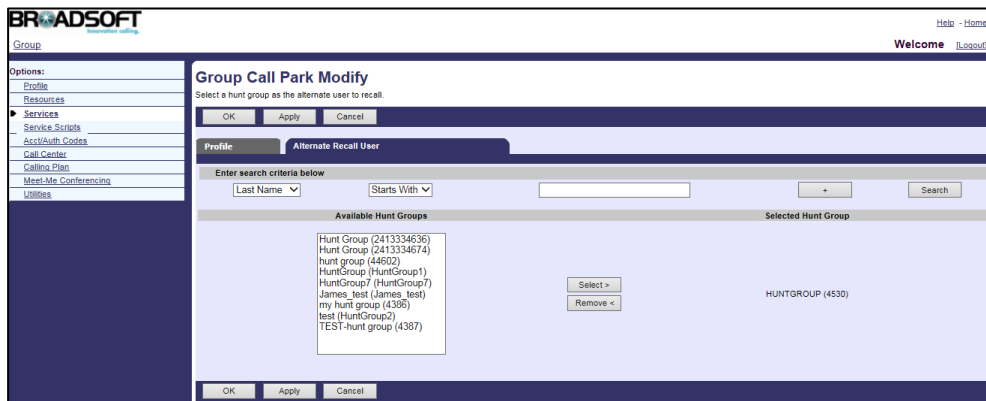 BROADSOFT
innovation calling.
Help - Home
Group
Welcome [Logout]
Options:
Profile
Resources
Services
Service Scripts
Acct/Auth Codes
Call Center
Calling Plan
Meet-Me Conferencing
Utilities
Group Call Park Modify
Select a hunt group as the alternate user to recall.
OK Apply Cancel
Profile Alternate Recall User
Enter search criteria below
Last Name Starts With + Search
Available Hunt Groups Selected Hunt Group
Hunt Group (2413334636)
Hunt Group (2413334674)
hunt group (44602)
HuntGroup (HuntGroup1)
HuntGroup7 (HuntGroup7)
James_test (James_test)
my hunt group (4386)
test (HuntGroup2)
TEST-hunt group (4387)
Select >
Remove <
HUNTGROUP (4530)
OK Apply Cancel